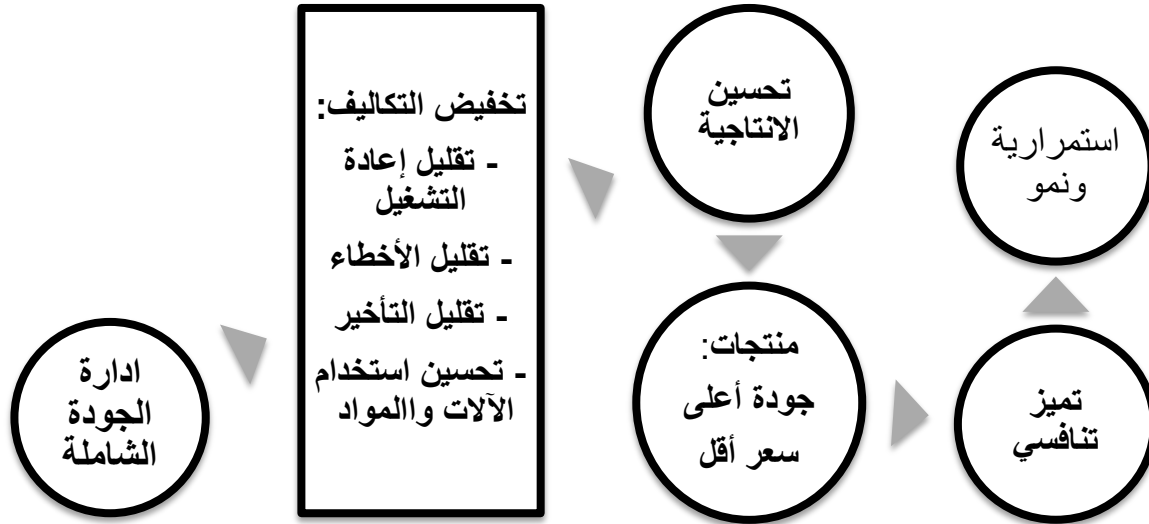 ادارة
الجودة
الشاملة
تخفيض التكاليف:
- تقليل إعادة
التشغيل
- تقليل الأخطاء
- تقليل التأخير
- تحسين استخدام
الآلات واالمواد
تحسين
الانتاجية
منتجات:
جودة أعلى
سعر أقل
تميز
تنافسي
استمرارية
ونمو